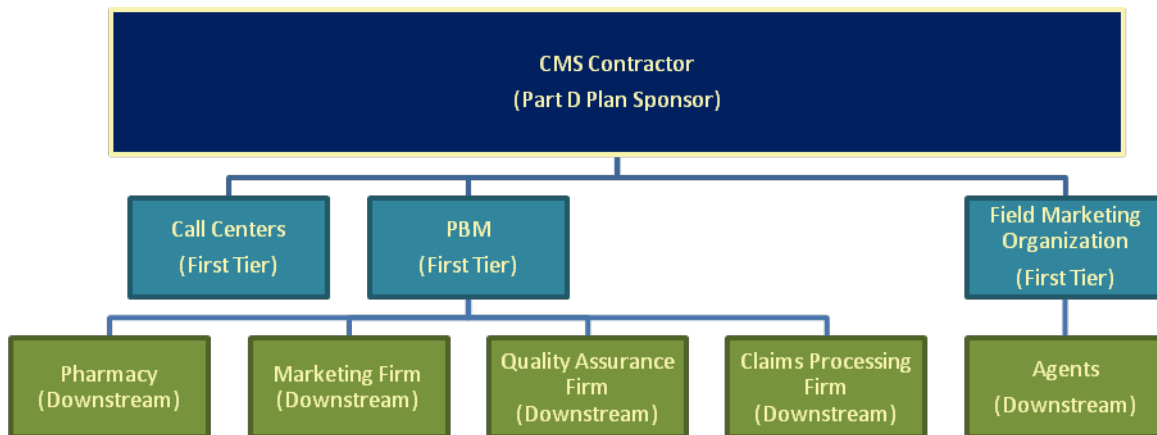 CMS Contractor
(Part D Plan Sponsor)
Call Centers
(First Tier)
PBM
(First Tier)
Field Marketing
Organization
(First Tier)
Pharmacy
(Downstream)
Marketing Firm
(Downstream)
Quality Assurance
Firm
(Downstream)
Claims Processing
Firm
(Downstream)
Agents
(Downstream)